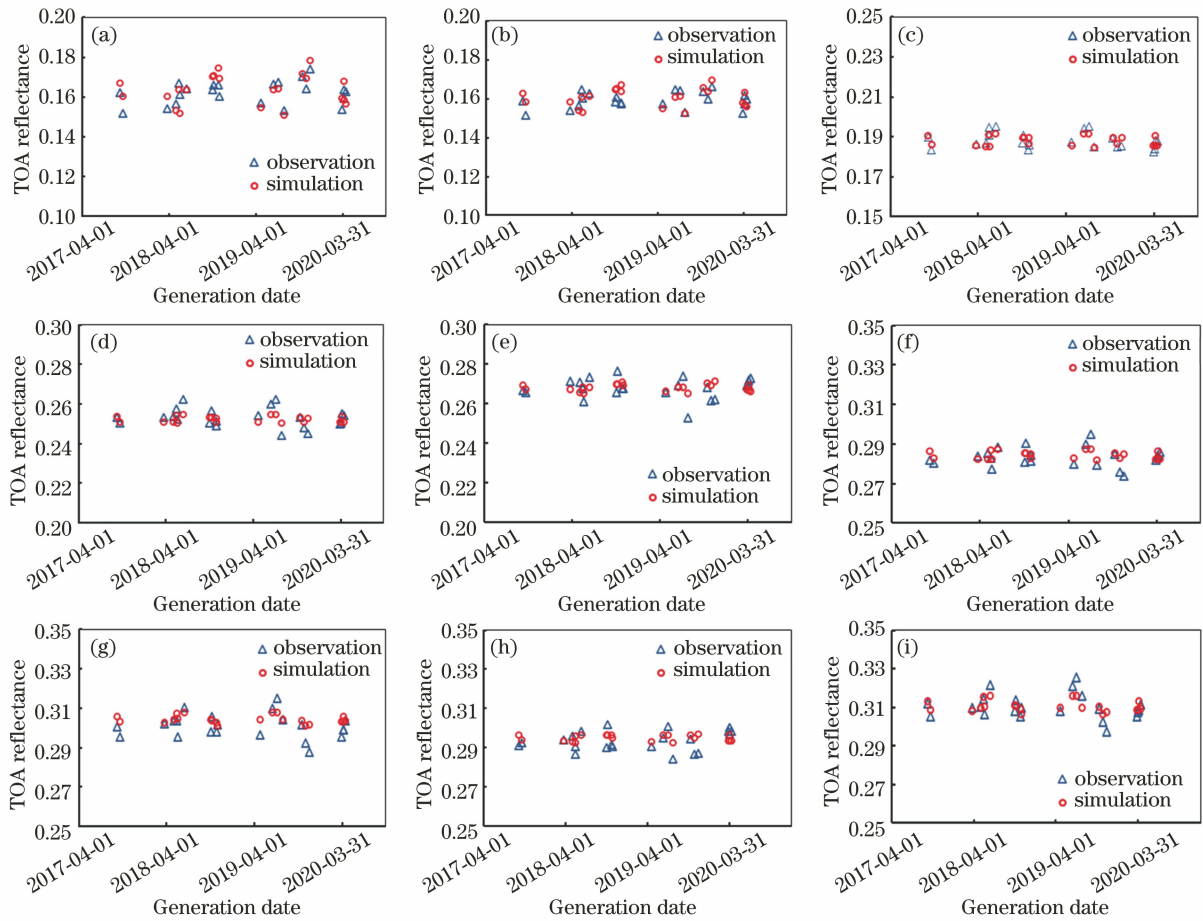 (a)
TOA reflectance
0.20
0.18
0.16
0.14
0.12
0.10
observation
simulation
2017-04-01
2018-04-01
2019-04-01
2020-03-31
Generation date
(b)
TOA reflectance
0.20
0.18
0.16
0.14
0.12
0.10
observation
simulation
2017-04-01
2018-04-01
2019-04-01
2020-03-31
Generation date
(c)
TOA reflectance
0.25
0.23
0.21
0.19
0.17
0.15
observation
simulation
2017-04-01
2018-04-01
2019-04-01
2020-03-31
Generation date
(d)
TOA reflectance
0.30
0.28
0.26
0.24
0.22
0.20
observation
simulation
2017-04-01
2018-04-01
2019-04-01
2020-03-31
Generation date
(e)
TOA reflectance
0.30
0.28
0.26
0.24
0.22
0.20
observation
simulation
2017-04-01
2018-04-01
2019-04-01
2020-03-31
Generation date
(f)
TOA reflectance
0.35
0.33
0.31
0.29
0.27
0.25
observation
simulation
2017-04-01
2018-04-01
2019-04-01
2020-03-31
Generation date
(g)
TOA reflectance
0.35
0.33
0.31
0.29
0.27
0.25
observation
simulation
2017-04-01
2018-04-01
2019-04-01
2020-03-31
Generation date
(h)
TOA reflectance
0.35
0.33
0.31
0.29
0.27
0.25
observation
simulation
2017-04-01
2018-04-01
2019-04-01
2020-03-31
Generation date
(i)
TOA reflectance
0.35
0.33
0.31
0.29
0.27
0.25
observation
simulation
2017-04-01
2018-04-01
2019-04-01
2020-03-31
Generation date